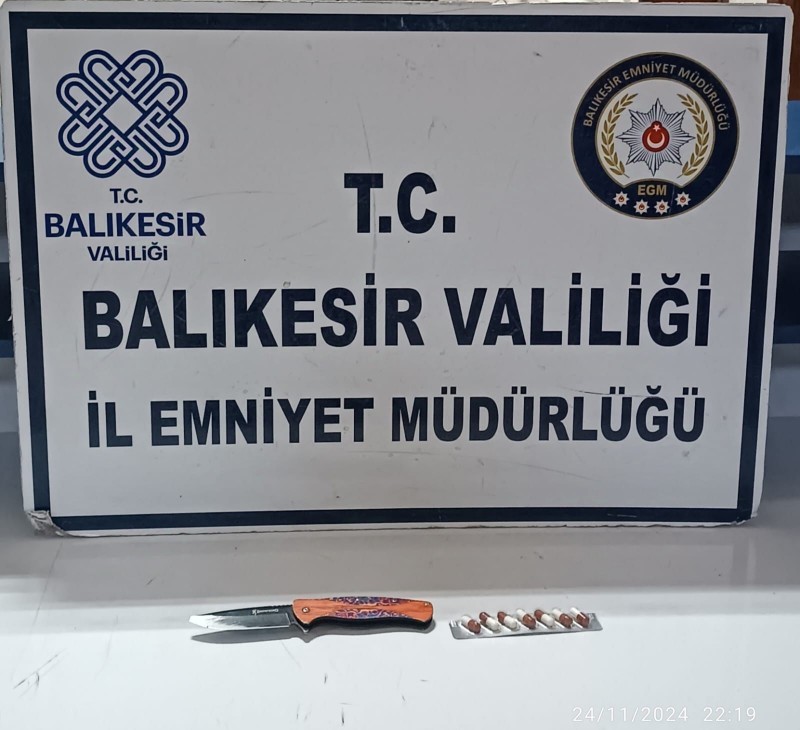 T.C.
BALIKESİR
VALİLİĞİ
BALIKESİR EMNİYET MÜDÜRLÜĞÜ
EGM
T.C.
BALIKESİR VALİLİĞİ
İL EMNİYET MÜDÜRLÜĞÜ
24/11/2024 22:19